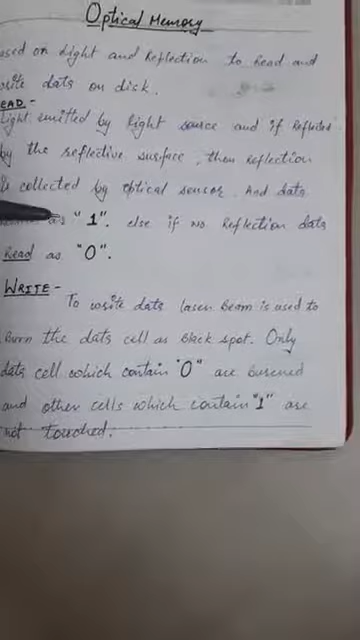 Optical Memory
ased on Light and Reflection to Read and
write data on disk.
EAD -
Light emitted by light source and if Reflected
by the reflective surface, then Reflection
is collected by optical sensor. And data
as "1". else if no Reflection data
Read as "0".
WRITE -
To write data laser Beam is used to
Burn the data cell as Black spot. Only
data cell which contain "0" are burened
and other cells which contain "1" are
not touched.